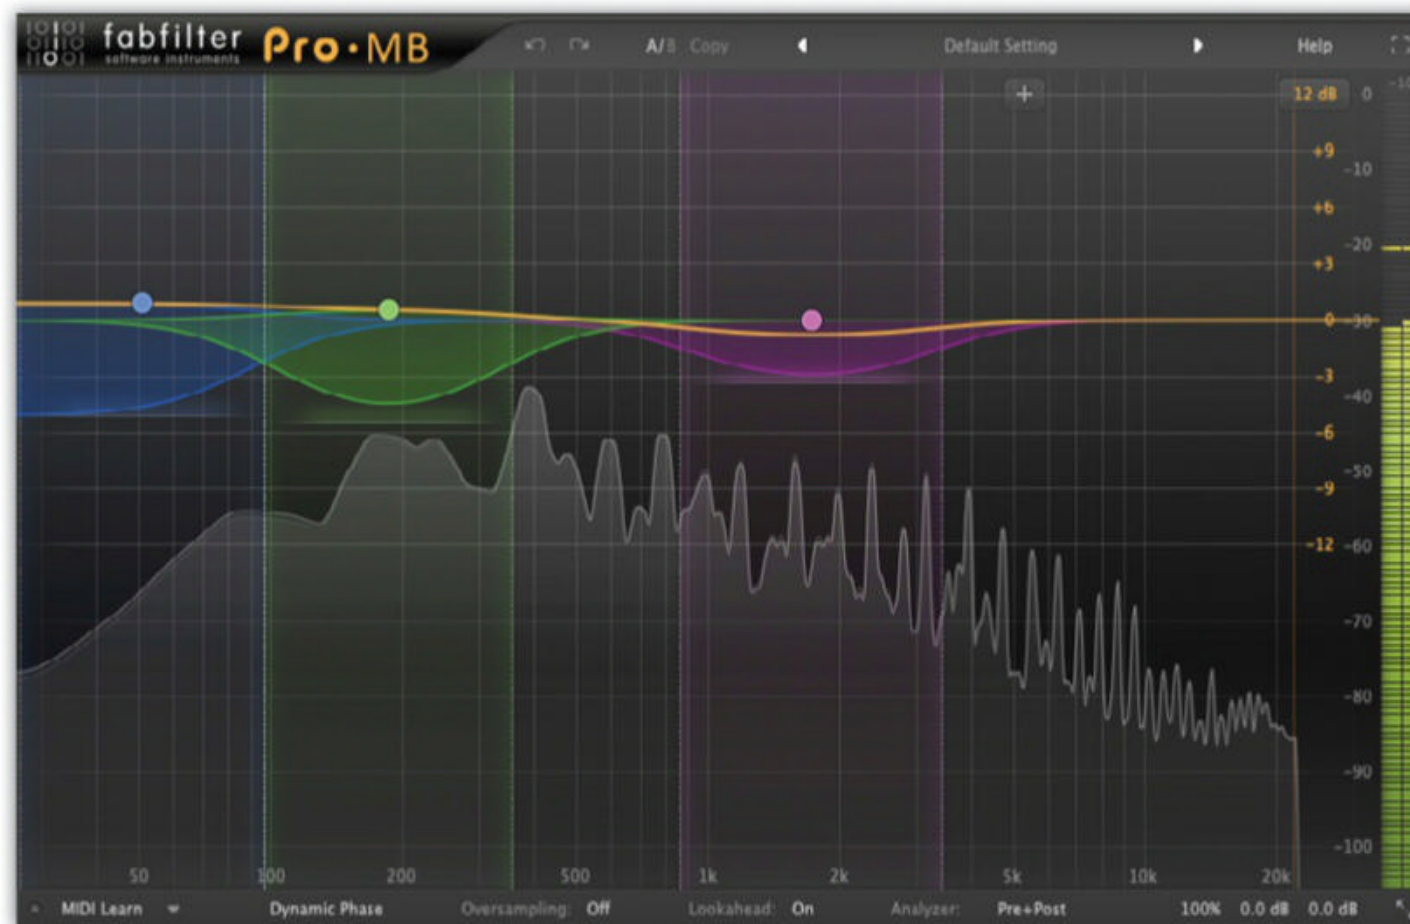 fabfilter Pro·MB
software instruments
A/B Copy Default Setting Help
12 dB 0 -10
+9
-10
+6
-20
+3
0 -30
-3
-40
-6
-50
-9
-12 -60
-70
-80
-90
-100
50 100 200 500 1k 2k 5k 10k 20k
MIDI Learn Dynamic Phase Oversampling: Off Lookahead: On Analyzer: Pre+Post 100% 0.0 dB 0.0 dB